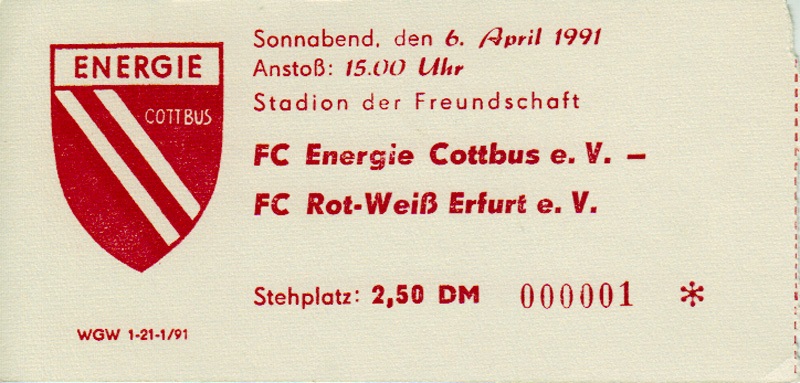 ENERGIE
COTTBUS
Sonnabend, den 6. April 1991
Anstoß: 15.00 Uhr
Stadion der Freundschaft
FC Energie Cottbus e. V. –
FC Rot-Weiß Erfurt e. V.
Stehplatz: 2,50 DM 000001 *
WGW 1-21-1/91